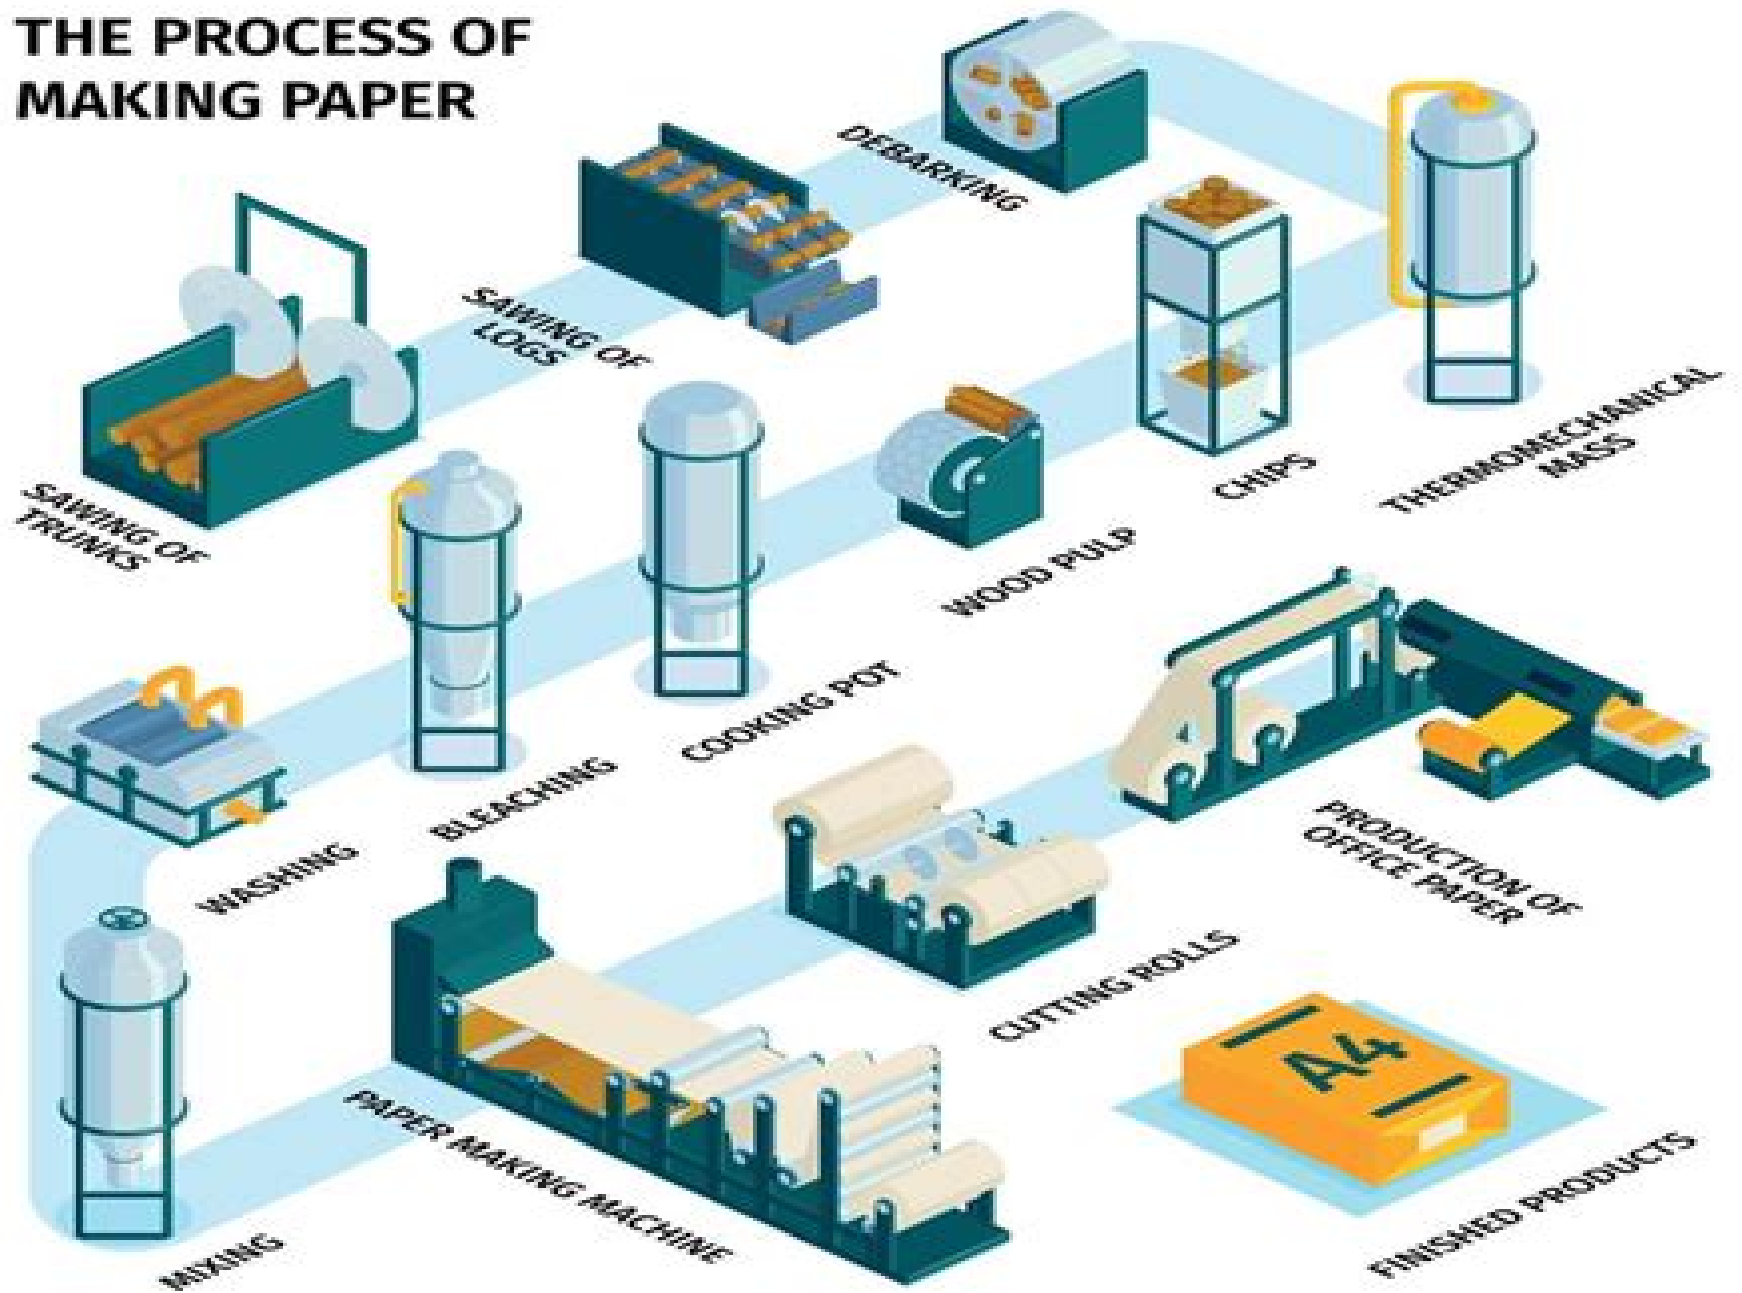 THE PROCESS OF
MAKING PAPER
SAWING OF
TRUNKS
SAWING OF
LOGS
DEBARKING
THERMOMECHANICAL
MASS
CHIPS
WOOD PULP
COOKING POT
BLEACHING
WASHING
MIXING
PAPER MAKING MACHINE
CUTTING ROLLS
PRODUCTION OF
OFFICE PAPER
A4
FINISHED PRODUCTS